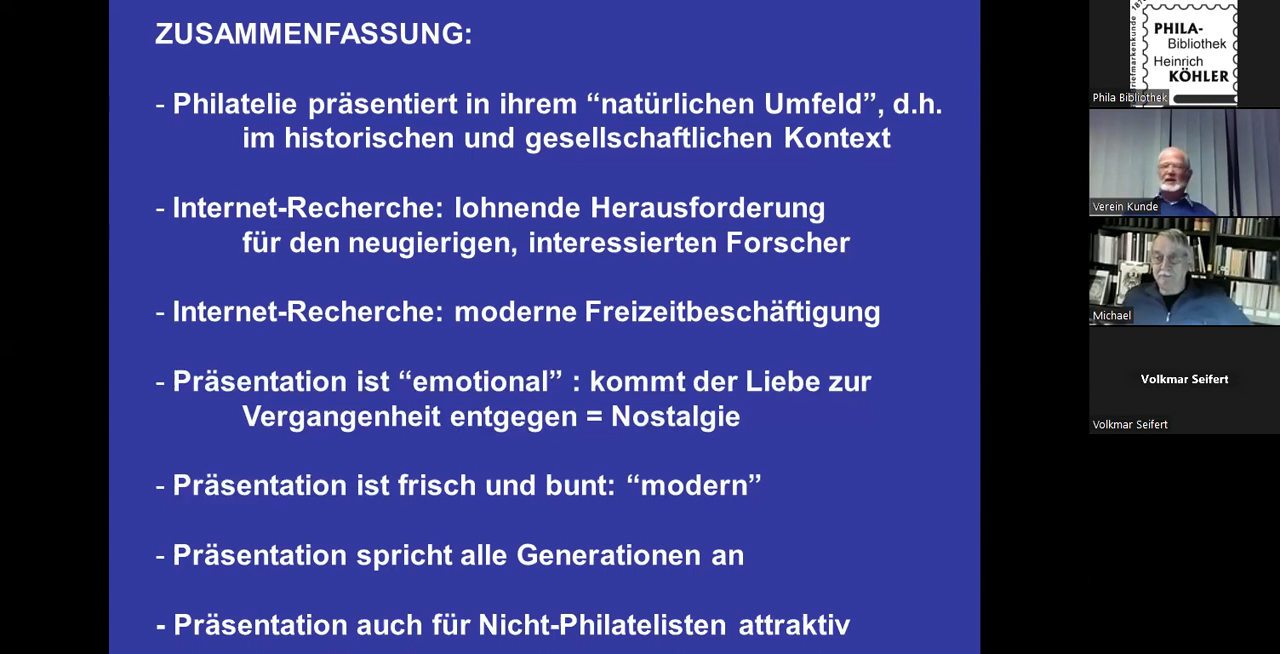 ZUSAMMENFASSUNG:
- Philatelie präsentiert in ihrem “natürlichen Umfeld”, d.h.
im historischen und gesellschaftlichen Kontext
- Internet-Recherche: lohnende Herausforderung
für den neugierigen, interessierten Forscher
- Internet-Recherche: moderne Freizeitbeschäftigung
- Präsentation ist “emotional” : kommt der Liebe zur
Vergangenheit entgegen = Nostalgie
- Präsentation ist frisch und bunt: “modern”
- Präsentation spricht alle Generationen an
- Präsentation auch für Nicht-Philatelisten attraktiv
PHILA-
Bibliothek
Heinrich
KÖHLER
Phila Bibliothek
Verein Kunde
Michael
Volkmar Seifert
Volkmar Seifert